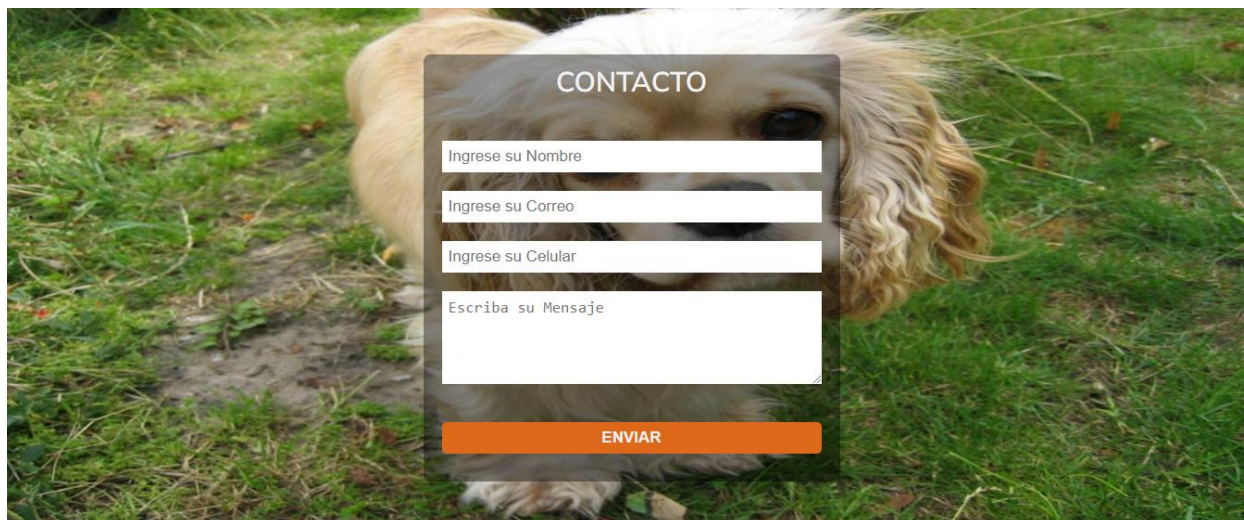 CONTACTO
Ingrese su Nombre
Ingrese su Correo
Ingrese su Celular
Escriba su Mensaje
ENVIAR